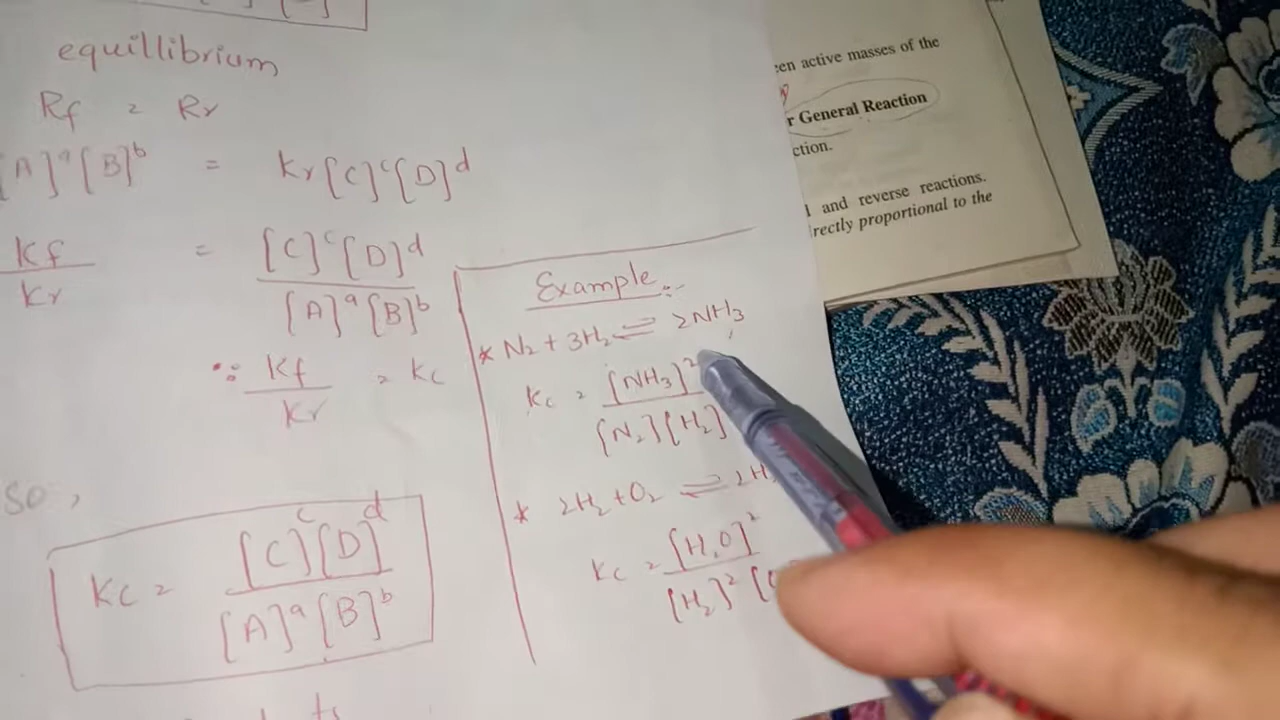 equillibrium
Rf = Rr
[A]ᵃ[B]ᵇ = Kr[C]ᶜ[D]ᵈ
Kf/Kr = [C]ᶜ[D]ᵈ/[A]ᵃ[B]ᵇ
∵ Kf/Kr = Kc
So,
Kc = [C]ᶜ[D]ᵈ/[A]ᵃ[B]ᵇ
Example:-
* N₂ + 3H₂ ⇌ 2NH₃
Kc = [NH₃]²/[N₂][H₂]
* 2H₂ + O₂ ⇌ 2H
Kc = [H₂O]²/[H₂]²[
active masses of the
General Reaction
ction.
and reverse reactions.
rectly proportional to the